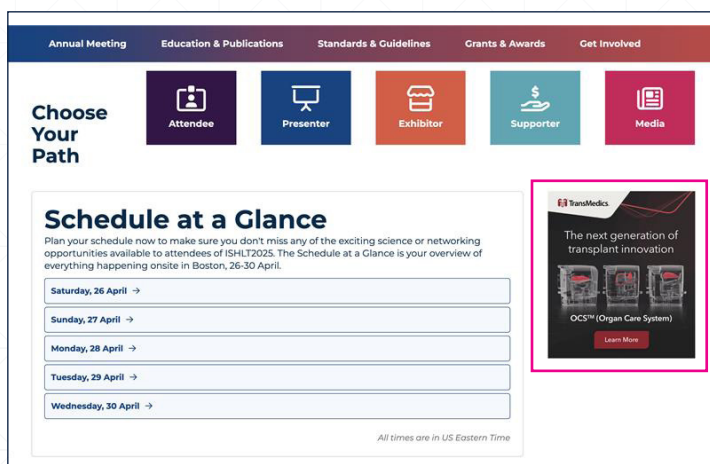 Annual Meeting
Education & Publications
Standards & Guidelines
Grants & Awards
Get Involved
Choose
Your
Path
Attendee
Presenter
Exhibitor
Supporter
Media
Schedule at a Glance
Plan your schedule now to make sure you don't miss any of the exciting science or networking
opportunities available to attendees of ISHLT2025. The Schedule at a Glance is your overview of
everything happening onsite in Boston, 26-30 April.
Saturday, 26 April →
Sunday, 27 April →
Monday, 28 April →
Tuesday, 29 April →
Wednesday, 30 April →
All times are in US Eastern Time
TransMedics
The next generation of
transplant innovation
OCS™ (Organ Care System)
Learn More